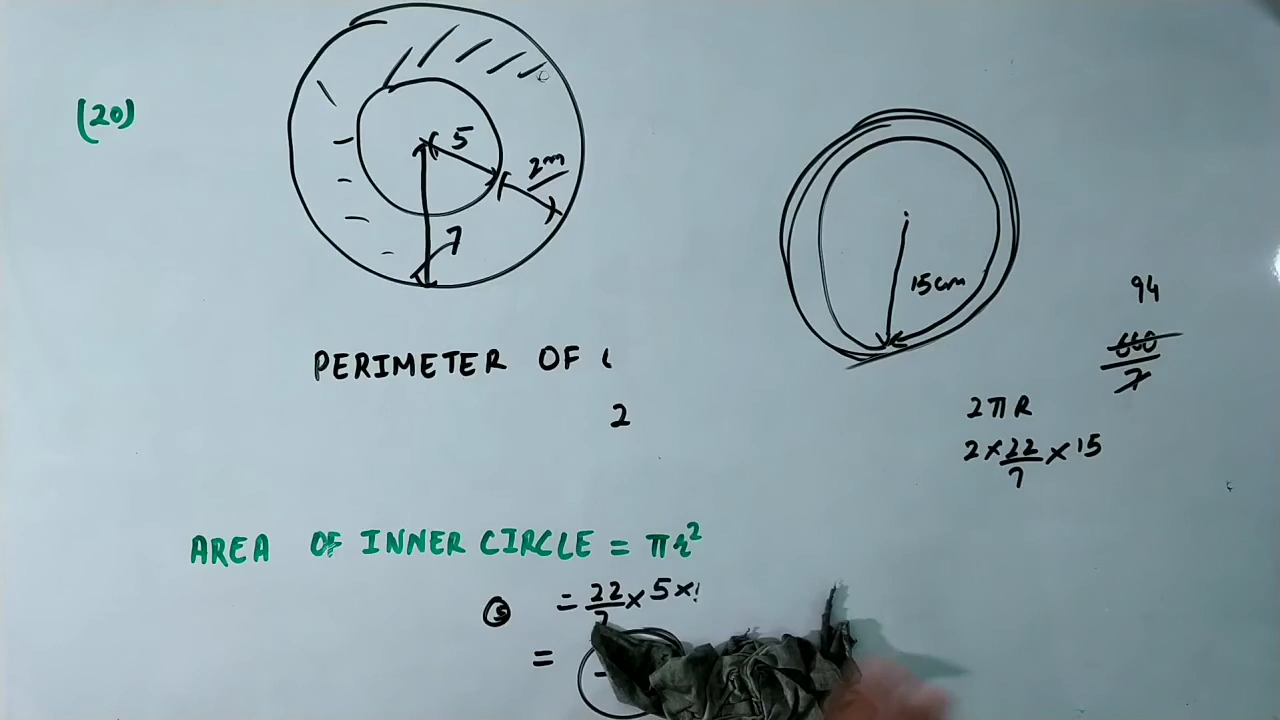 (20)
5
2m
7
15cm
94
660
7
PERIMETER OF
2
2πR
2×22/7×15
AREA OF INNER CIRCLE = πr²
5 = 22/7 × 5 ×
=